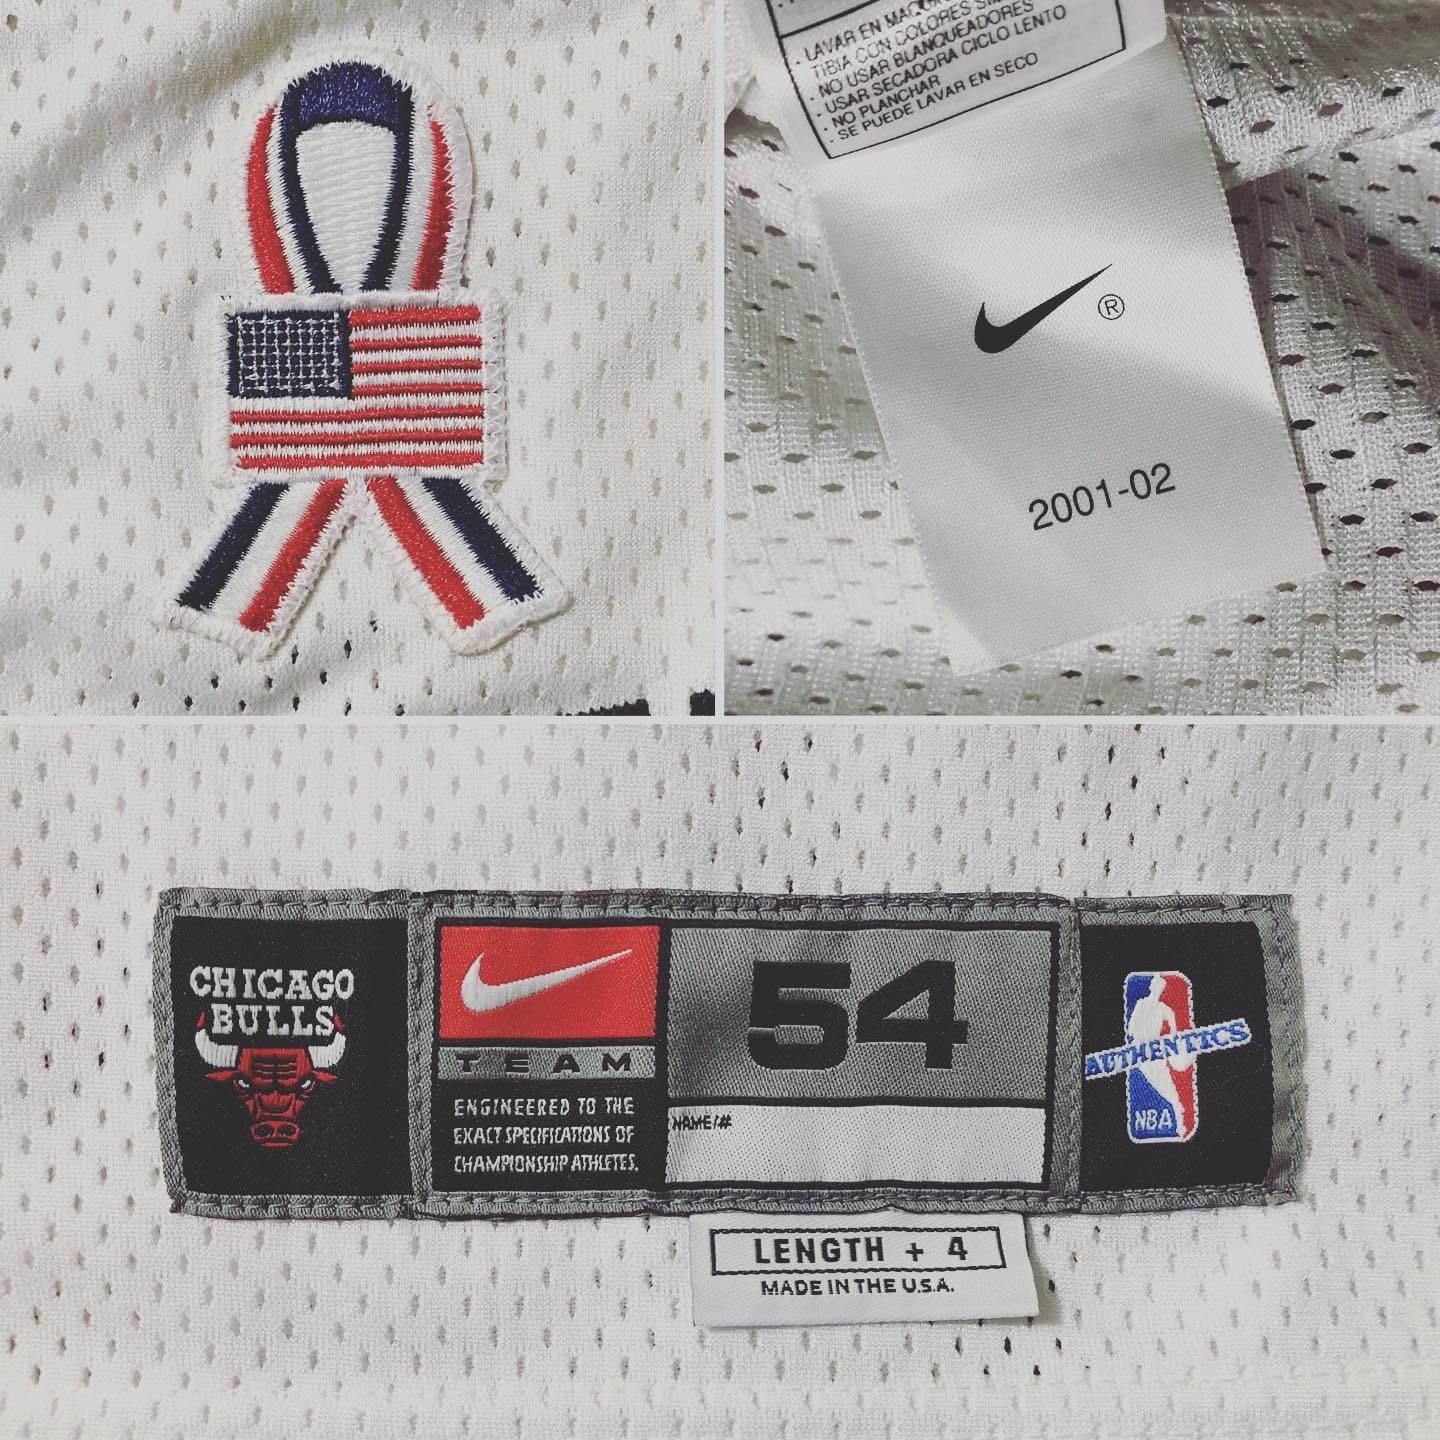 · LAVAR EN
TIBIA CON COLORES
· NO USAR BLANQUEADORES
· USAR SECADORA CICLO LENTO
· NO PLANCHAR
SE PUEDE LAVAR EN SECO
®
2001-02
CHICAGO
BULLS
TEAM
ENGINEERED TO THE
EXACT SPECIFICATIONS OF
CHAMPIONSHIP ATHLETES.
54
NAME/#
AUTHENTICS
NBA
LENGTH + 4
MADE IN THE U.S.A.